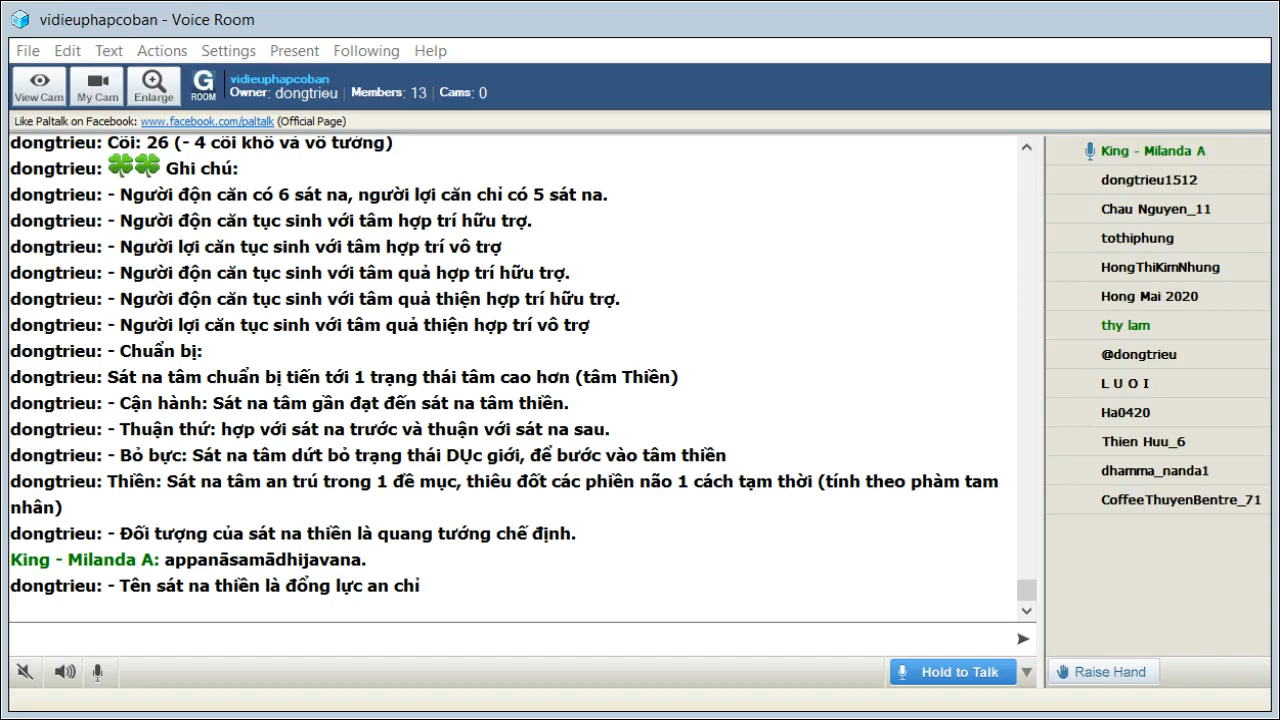 vidieuphapcoban - Voice Room
File Edit Text Actions Settings Present Following Help
View Cam My Cam Enlarge G ROOM
vidieuphapcoban
Owner: dongtrieu Members: 13 Cams: 0
Like Paltalk on Facebook: www.facebook.com/paltalk (Official Page)
dongtrieu: Cõi: 26 (- 4 cõi khổ và vô tưởng)
dongtrieu: 🍀🍀 Ghi chú:
dongtrieu: - Người độn căn có 6 sát na, người lợi căn chỉ có 5 sát na.
dongtrieu: - Người độn căn tục sinh với tâm hợp trí hữu trợ.
dongtrieu: - Người lợi căn tục sinh với tâm hợp trí vô trợ
dongtrieu: - Người độn căn tục sinh với tâm quả hợp trí hữu trợ.
dongtrieu: - Người độn căn tục sinh với tâm quả thiện hợp trí hữu trợ.
dongtrieu: - Người lợi căn tục sinh với tâm quả thiện hợp trí vô trợ
dongtrieu: - Chuẩn bị:
dongtrieu: Sát na tâm chuẩn bị tiến tới 1 trạng thái tâm cao hơn (tâm Thiền)
dongtrieu: - Cận hành: Sát na tâm gần đạt đến sát na tâm thiền.
dongtrieu: - Thuận thứ: hợp với sát na trước và thuận với sát na sau.
dongtrieu: - Bỏ bực: Sát na tâm dứt bỏ trạng thái DỤc giới, để bước vào tâm thiền
dongtrieu: Thiền: Sát na tâm an trú trong 1 đề mục, thiêu đốt các phiền não 1 cách tạm thời (tính theo phàm tam
nhân)
dongtrieu: - Đối tượng của sát na thiền là quang tướng chế định.
King - Milanda A: appanāsamādhijavana.
dongtrieu: - Tên sát na thiền là đổng lực an chỉ
Hold to Talk
King - Milanda A
dongtrieu1512
Chau Nguyen_11
tothiphung
HongThiKimNhung
Hong Mai 2020
thy lam
@dongtrieu
L U O I
Ha0420
Thien Huu_6
dhamma_nanda1
CoffeeThuyenBentre_71
Raise Hand